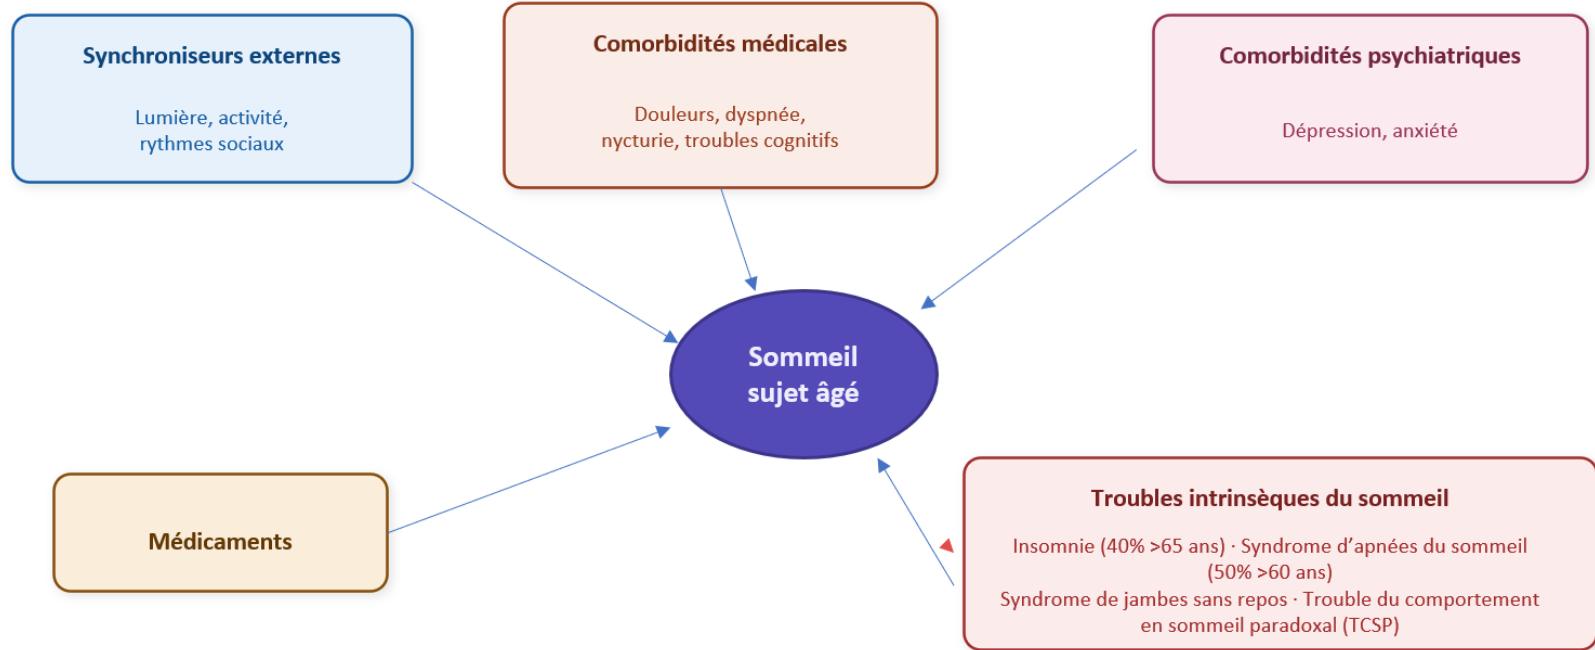 Synchroniseurs externes
Lumière, activité,
rythmes sociaux
Comorbidités médicales
Douleurs, dyspnée,
nycturie, troubles cognitifs
Comorbidités psychiatriques
Dépression, anxiété
Sommeil
sujet âgé
Médicaments
Troubles intrinsèques du sommeil
Insomnie (40% >65 ans) · Syndrome d’apnées du sommeil
(50% >60 ans)
Syndrome de jambes sans repos · Trouble du comportement
en sommeil paradoxal (TCSP)